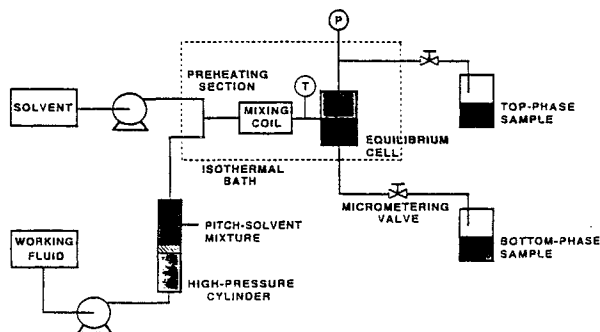 P
PREHEATING
SECTION
SOLVENT
T
MIXING
COIL
TOP-PHASE
SAMPLE
EQUILIBRIUM
CELL
ISOTHERMAL
BATH
MICROMETERING
VALVE
PITCH-SOLVENT
MIXTURE
WORKING
FLUID
BOTTOM-PHASE
SAMPLE
HIGH-PRESSURE
CYLINDER